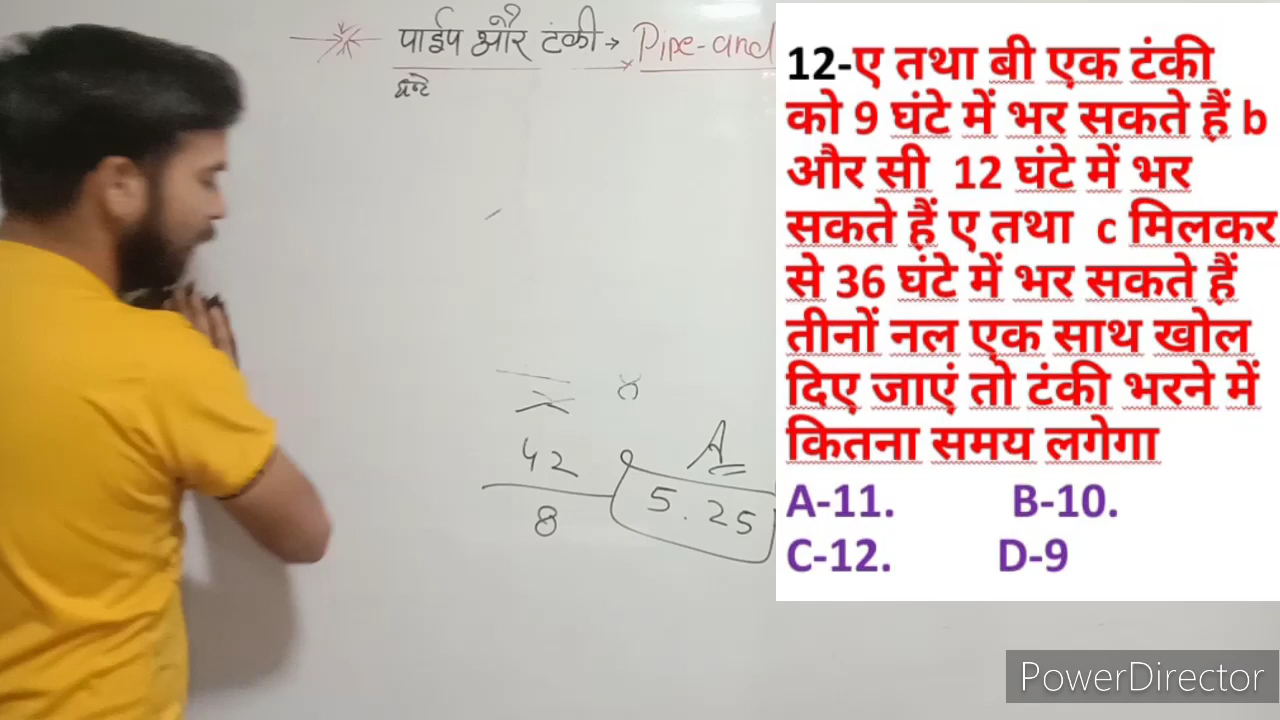 पाईप और टंकी → Pipe-and
घन्टे
42
8
A
5.25
12-ए तथा बी एक टंकी
को 9 घंटे में भर सकते हैं b
और सी 12 घंटे में भर
सकते हैं ए तथा c मिलकर
से 36 घंटे में भर सकते हैं
तीनों नल एक साथ खोल
दिए जाएं तो टंकी भरने में
कितना समय लगेगा
A-11. B-10.
C-12. D-9
PowerDirector